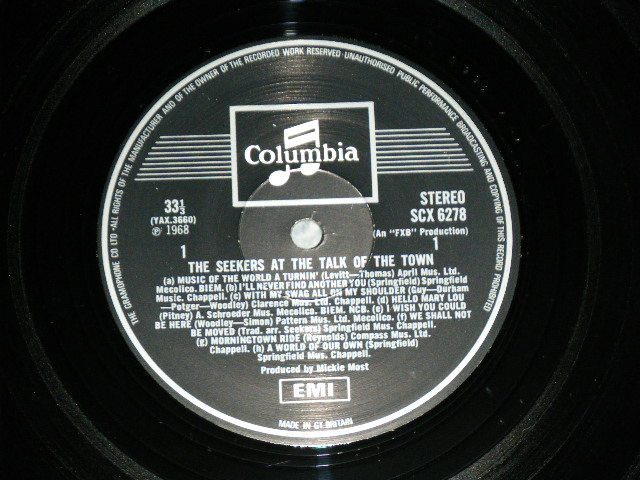 THE GRAMOPHONE CO LTD · ALL RIGHTS OF THE MANUFACTURER AND OF THE OWNER OF THE RECORDED WORK RESERVED · UNAUTHORISED PUBLIC PERFORMANCE BROADCASTING AND COPYING OF THIS RECORD PROHIBITED
Columbia
33⅓
(YAX.3660)
℗ 1968
1
STEREO
SCX 6278
(An "FXB" Production)
1
THE SEEKERS AT THE TALK OF THE TOWN
(a) MUSIC OF THE WORLD A TURNIN' (Levitt—Thomas) April Mus. Ltd.
Mecolico. BIEM. (b) I'LL NEVER FIND ANOTHER YOU (Springfield) Springfield
Music. Chappell. (c) WITH MY SWAG ALL ON MY SHOULDER (Guy—Durham
—Potger—Woodley) Clarence Mus. Ltd. Chappell. (d) HELLO MARY LOU
(Pitney) A. Schroeder Mus. Mecolico. BIEM. NCB. (e) I WISH YOU COULD
BE HERE (Woodley—Simon) Pattern Mus. Ltd. Mecolico. (f) WE SHALL NOT
BE MOVED (Trad. arr. Seekers) Springfield Mus. Chappell.
(g) MORNINGTOWN RIDE (Reynolds) Compass Mus. Ltd.
Chappell. (h) A WORLD OF OUR OWN (Springfield)
Springfield Mus. Chappell.
Produced by Mickie Most
EMI
MADE IN GT. BRITAIN